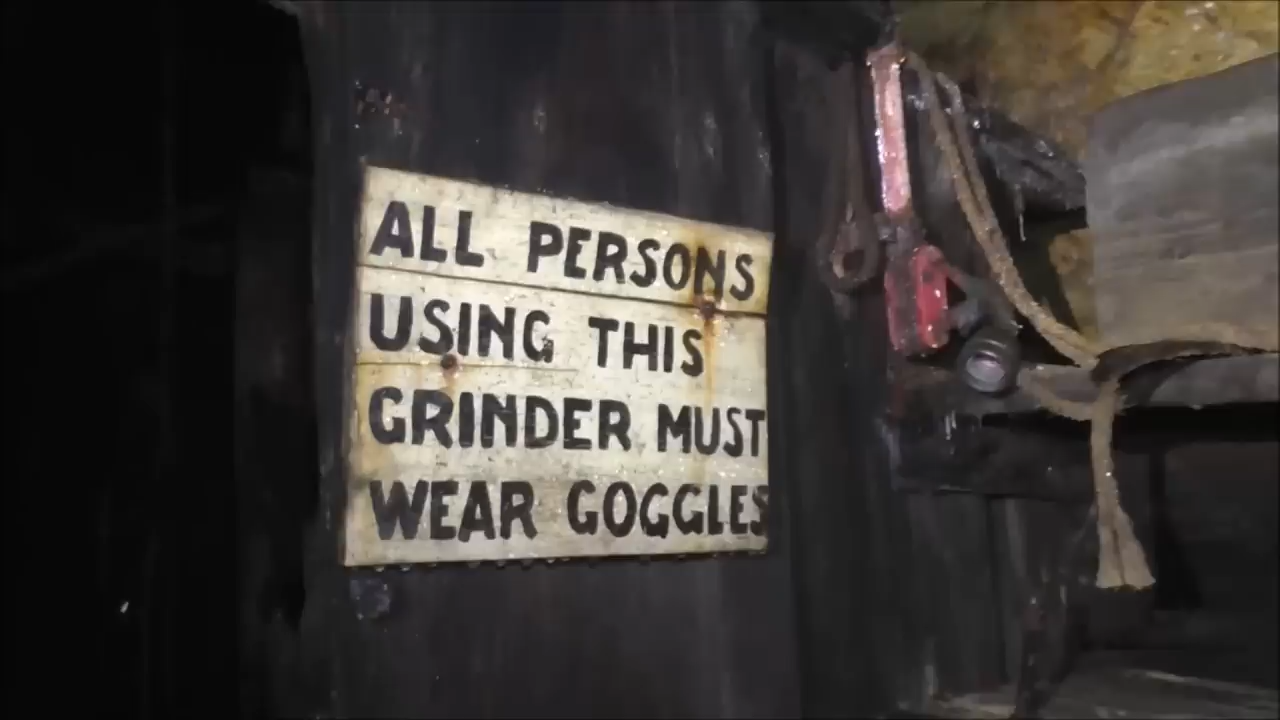 ALL PERSONS
USING THIS
GRINDER MUST
WEAR GOGGLES